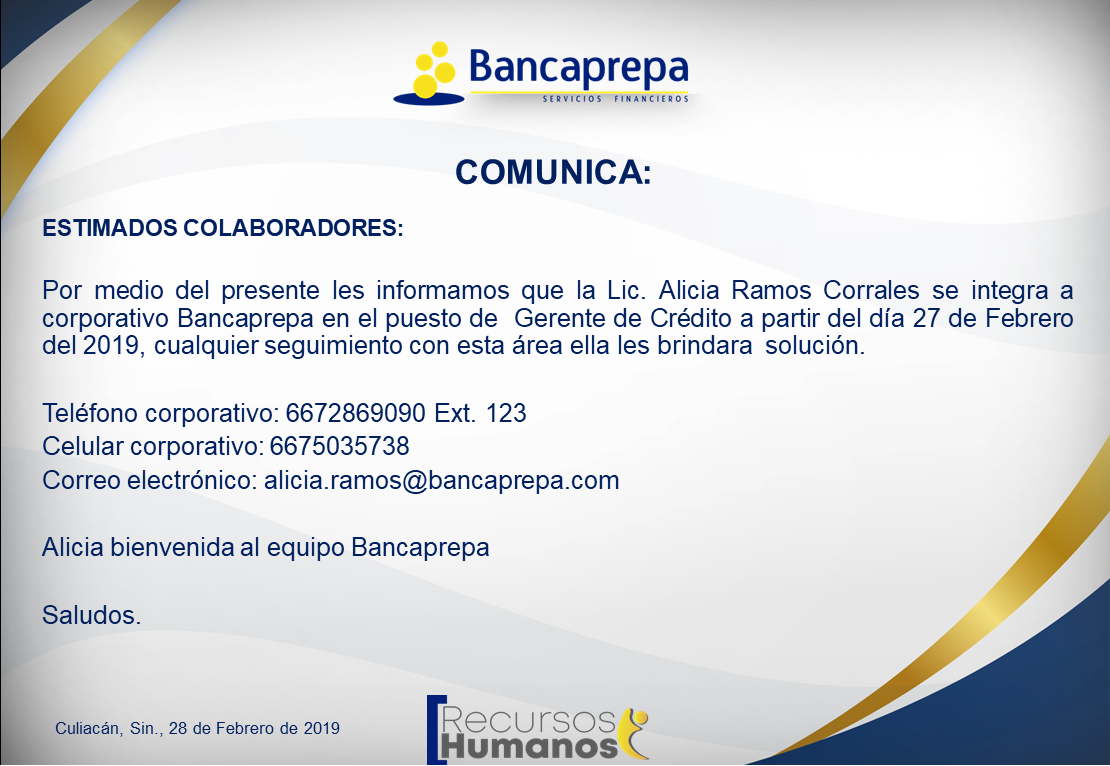 Bancaprepa
SERVICIOS FINANCIEROS
COMUNICA:
ESTIMADOS COLABORADORES:
Por medio del presente les informamos que la Lic. Alicia Ramos Corrales se integra a
corporativo Bancaprepa en el puesto de Gerente de Crédito a partir del día 27 de Febrero
del 2019, cualquier seguimiento con esta área ella les brindara solución.
Teléfono corporativo: 6672869090 Ext. 123
Celular corporativo: 6675035738
Correo electrónico: alicia.ramos@bancaprepa.com
Alicia bienvenida al equipo Bancaprepa
Saludos.
Culiacán, Sin., 28 de Febrero de 2019
Recursos
Humanos